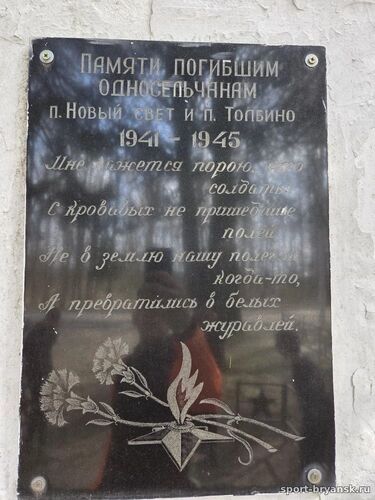 Памяти погибшим
односельчанам
п. Новый свет и п. Толбино
1941 - 1945
Мне кажется порою, что
солдаты
С кровавых не пришедшие
полей
Не в землю нашу полегли
когда-то,
А превратились в белых
журавлей.
sport-bryansk.ru